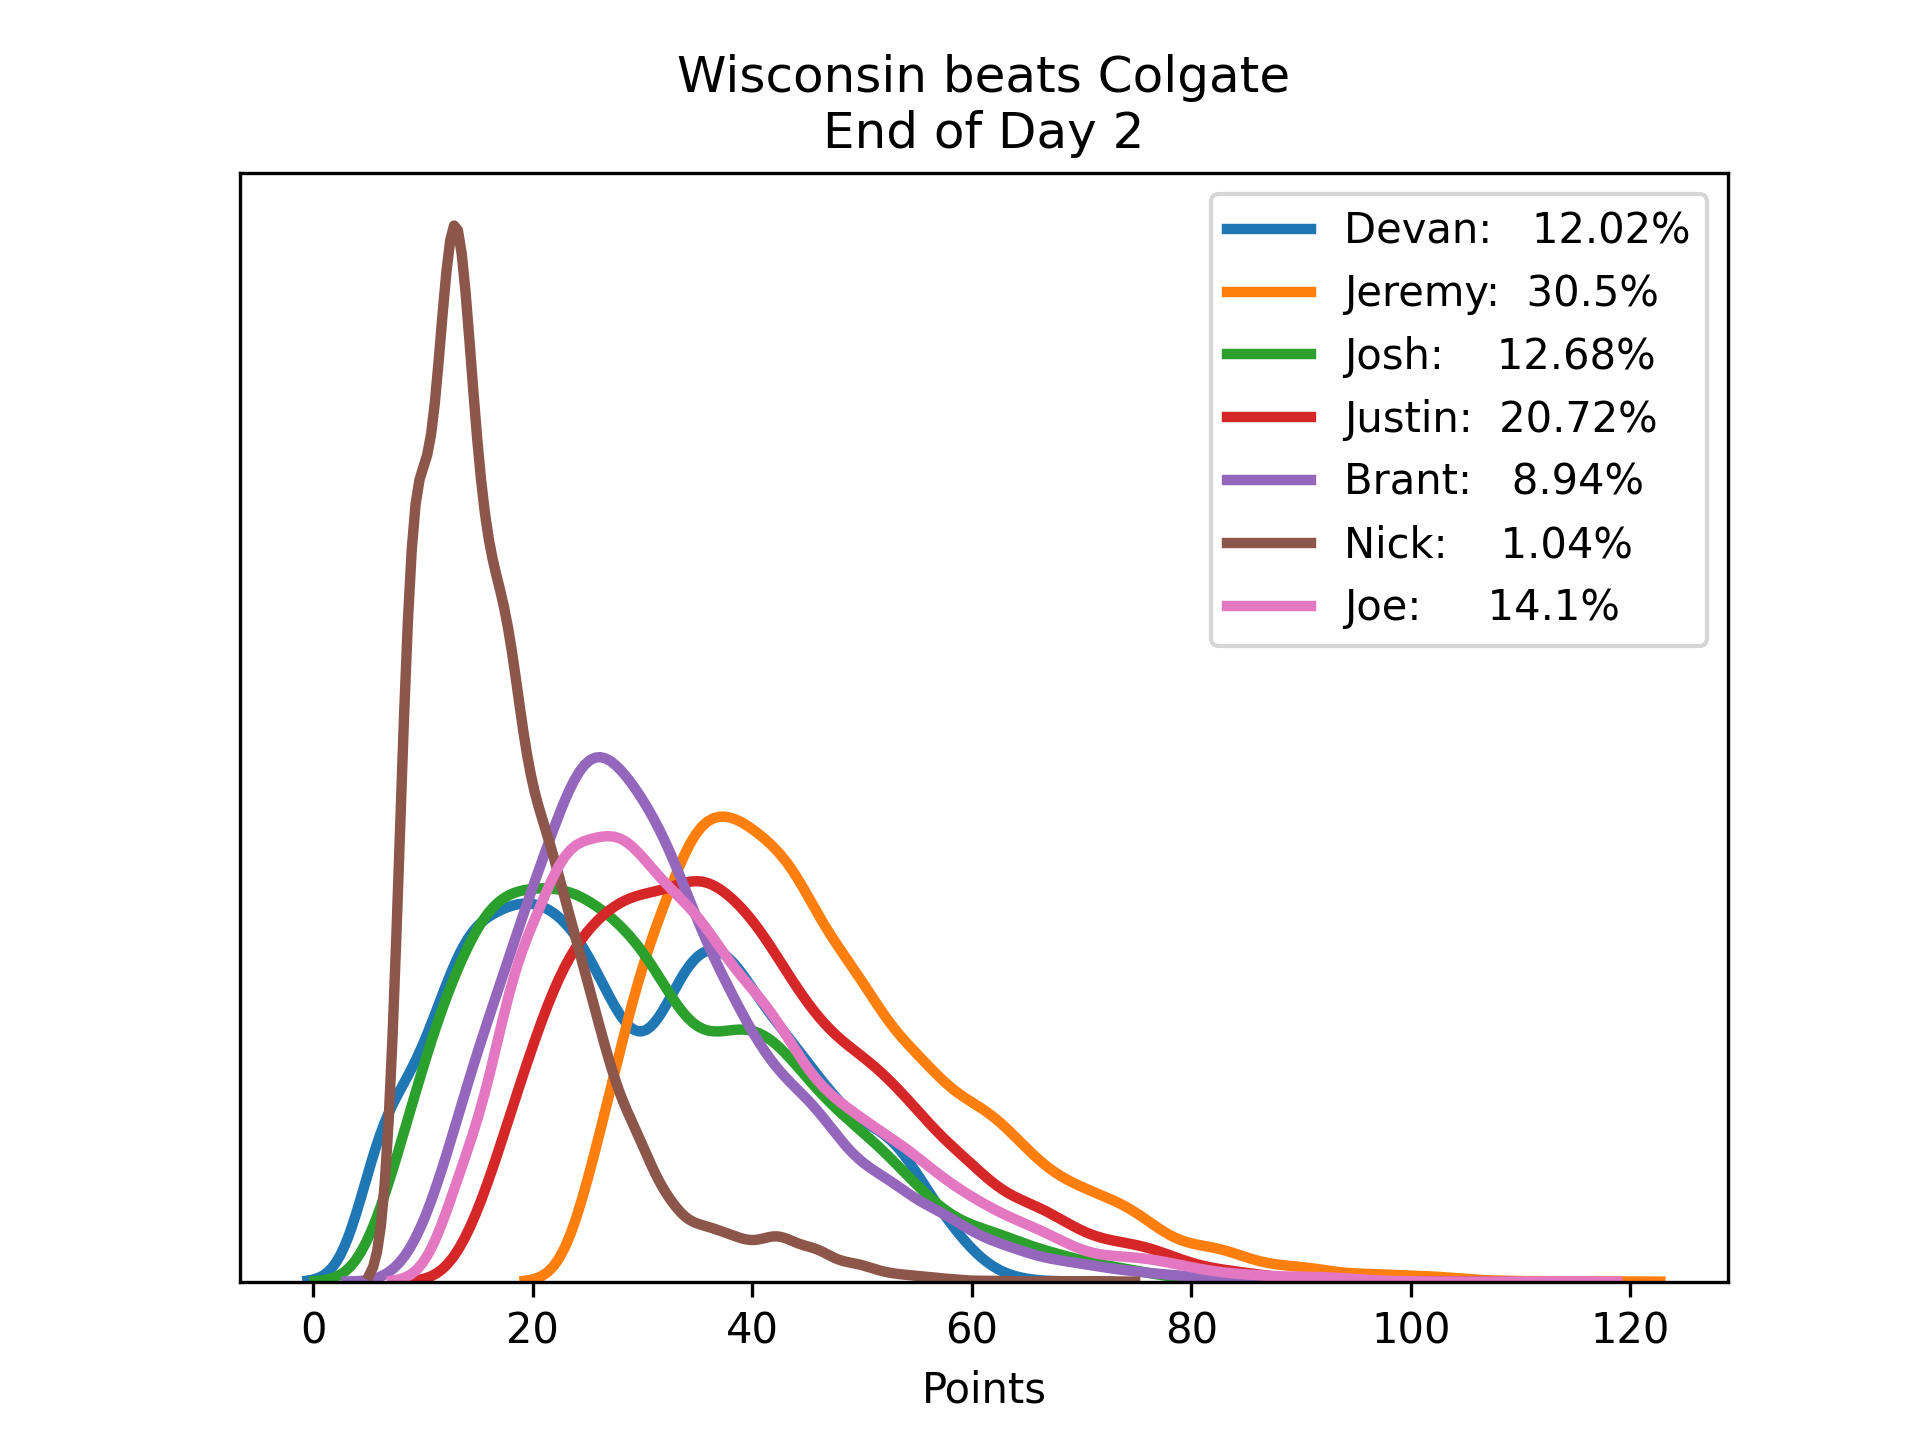 Wisconsin beats Colgate
End of Day 2
Devan: 12.02%
Jeremy: 30.5%
Josh: 12.68%
Justin: 20.72%
Brant: 8.94%
Nick: 1.04%
Joe: 14.1%
0 20 40 60 80 100 120
Points